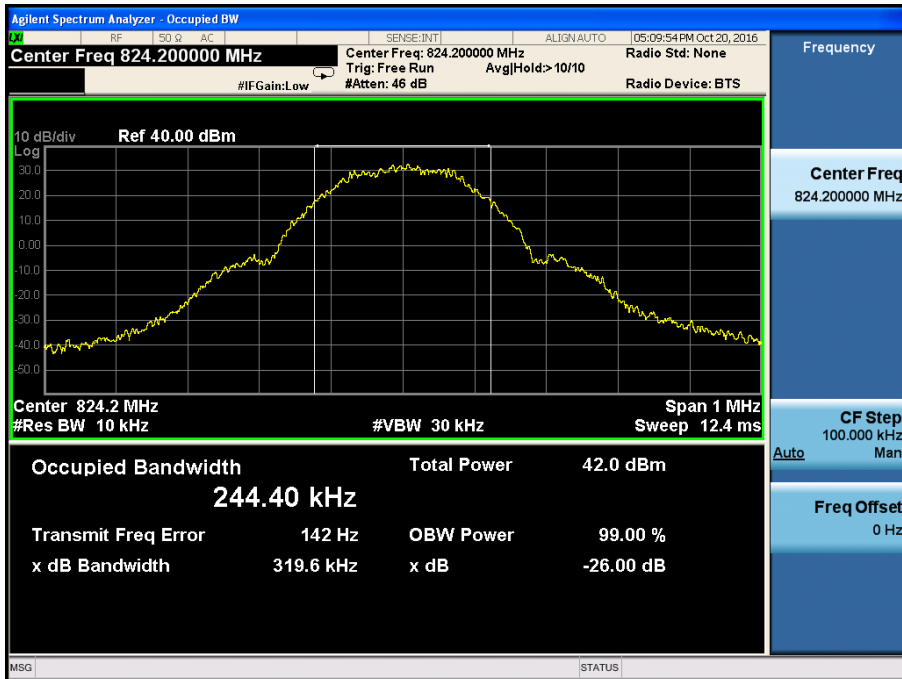 Agilent Spectrum Analyzer - Occupied BW
LXI RF 50 Ω AC SENSE:INT ALIGN AUTO 05:09:54 PM Oct 20, 2016
Center Freq 824.200000 MHz
Center Freq: 824.200000 MHz
Radio Std: None
Trig: Free Run Avg|Hold:> 10/10
#IFGain:Low
#Atten: 46 dB
Radio Device: BTS
10 dB/div Ref 40.00 dBm
Log
30.0
20.0
10.0
0.00
-10.0
-20.0
-30.0
-40.0
-50.0
Center 824.2 MHz Span 1 MHz
#Res BW 10 kHz #VBW 30 kHz Sweep 12.4 ms
Occupied Bandwidth Total Power 42.0 dBm
244.40 kHz
Transmit Freq Error 142 Hz OBW Power 99.00 %
x dB Bandwidth 319.6 kHz x dB -26.00 dB
MSG STATUS
Frequency
Center Freq
824.200000 MHz
CF Step
100.000 kHz
Auto Man
Freq Offset
0 Hz